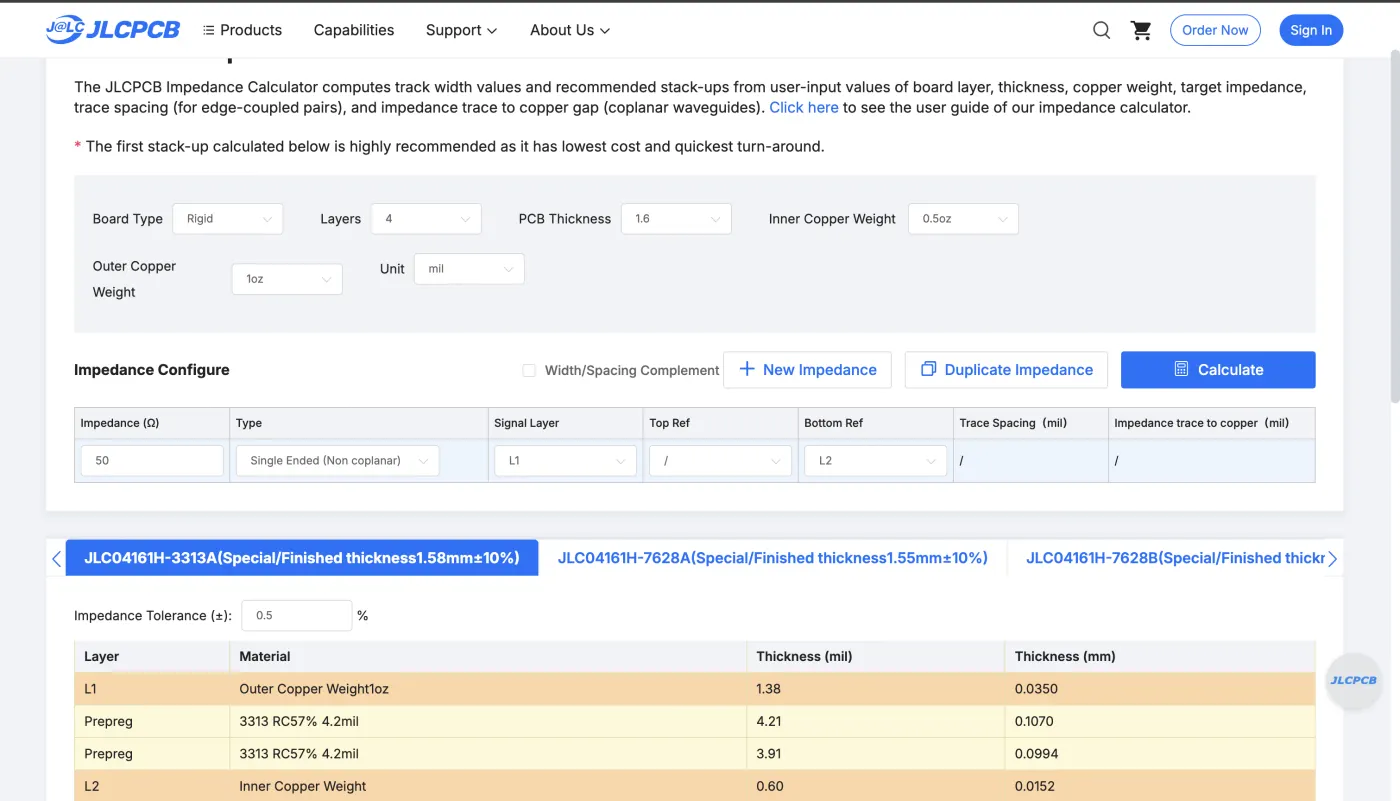 J@LC JLCPCB Products Capabilities Support About Us Order Now Sign In
The JLCPCB Impedance Calculator computes track width values and recommended stack-ups from user-input values of board layer, thickness, copper weight, target impedance,
trace spacing (for edge-coupled pairs), and impedance trace to copper gap (coplanar waveguides). Click here to see the user guide of our impedance calculator.
* The first stack-up calculated below is highly recommended as it has lowest cost and quickest turn-around.
Board Type Rigid Layers 4 PCB Thickness 1.6 Inner Copper Weight 0.5oz
Outer Copper
Weight 1oz Unit mil
Impedance Configure Width/Spacing Complement New Impedance Duplicate Impedance Calculate
Impedance (Ω) Type Signal Layer Top Ref Bottom Ref Trace Spacing (mil) Impedance trace to copper (mil)
50 Single Ended (Non coplanar) L1 / L2 / /
JLC04161H-3313A(Special/Finished thickness1.58mm±10%) JLC04161H-7628A(Special/Finished thickness1.55mm±10%) JLC04161H-7628B(Special/Finished thickr
Impedance Tolerance (±): 0.5 %
Layer Material Thickness (mil) Thickness (mm)
L1 Outer Copper Weight1oz 1.38 0.0350
JLCPCB
Prepreg 3313 RC57% 4.2mil 4.21 0.1070
Prepreg 3313 RC57% 4.2mil 3.91 0.0994
L2 Inner Copper Weight 0.60 0.0152